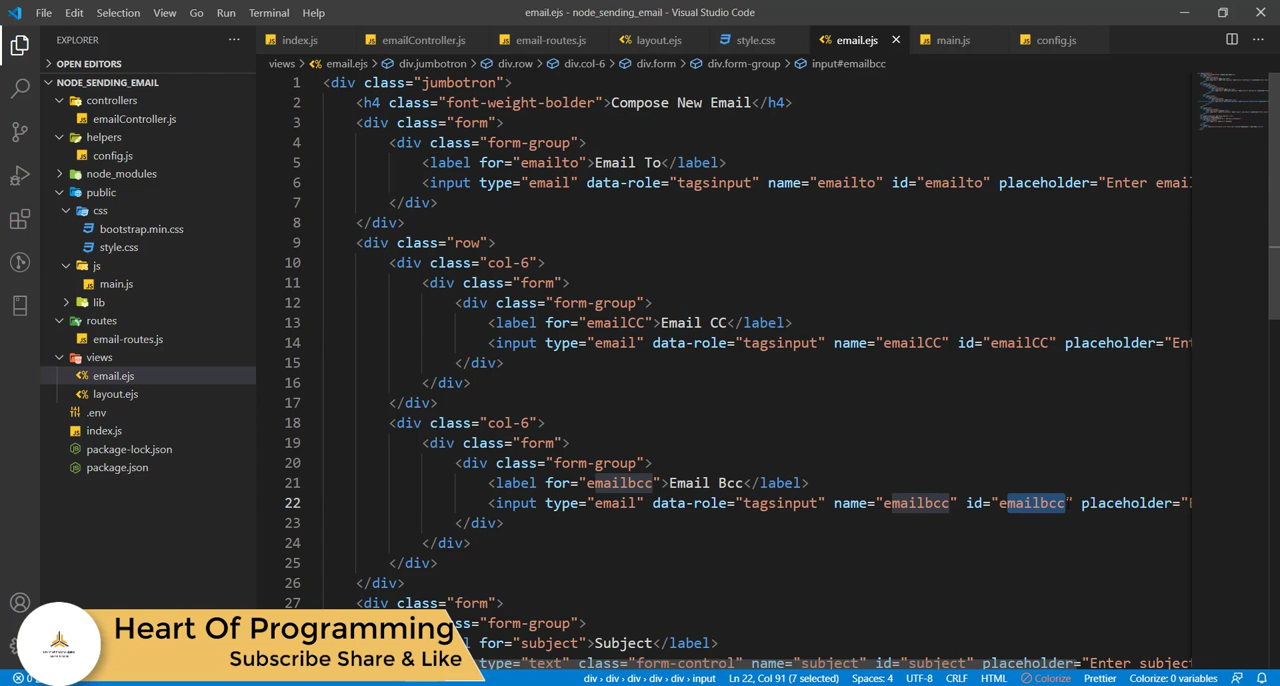 File Edit Selection View Go Run Terminal Help
email.ejs - node_sending_email - Visual Studio Code
EXPLORER
OPEN EDITORS
NODE_SENDING_EMAIL
controllers
emailController.js
helpers
config.js
node_modules
public
css
bootstrap.min.css
style.css
js
main.js
lib
routes
email-routes.js
views
email.ejs
layout.ejs
.env
index.js
package-lock.json
package.json
index.js emailController.js email-routes.js layout.ejs style.css email.ejs main.js config.js
views > email.ejs > div.jumbotron > div.row > div.col-6 > div.form > div.form-group > input#emailbcc
1 <div class="jumbotron">
2 <h4 class="font-weight-bolder">Compose New Email</h4>
3 <div class="form">
4 <div class="form-group">
5 <label for="emailto">Email To</label>
6 <input type="email" data-role="tagsinput" name="emailto" id="emailto" placeholder="Enter emai
7 </div>
8 </div>
9 <div class="row">
10 <div class="col-6">
11 <div class="form">
12 <div class="form-group">
13 <label for="emailCC">Email CC</label>
14 <input type="email" data-role="tagsinput" name="emailCC" id="emailCC" placeholder="Ent
15 </div>
16 </div>
17 </div>
18 <div class="col-6">
19 <div class="form">
20 <div class="form-group">
21 <label for="emailbcc">Email Bcc</label>
22 <input type="email" data-role="tagsinput" name="emailbcc" id="emailbcc" placeholder="E
23 </div>
24 </div>
25 </div>
26 </div>
27 <div class="form">
class="form-group">
for="subject">Subject</label>
type="text" class="form-control" name="subject" id="subject" placeholder="Enter subject
Heart Of Programming
Subscribe Share & Like
0
div › div › div › div › div › input Ln 22, Col 91 (7 selected) Spaces: 4 UTF-8 CRLF HTML Colorize Prettier Colorize: 0 variables